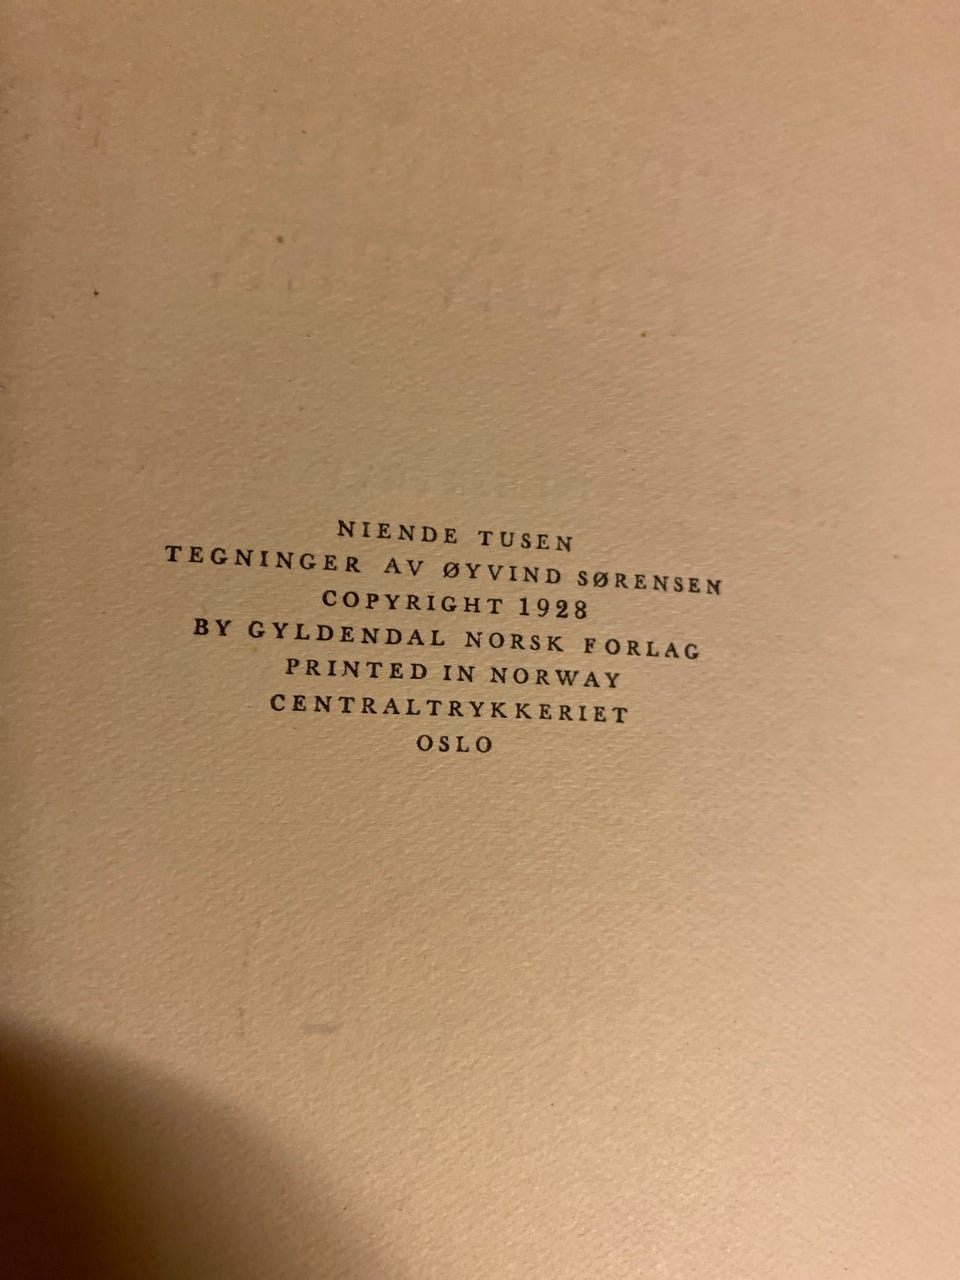 NIENDE TUSEN
TEGNINGER AV ØYVIND SØRENSEN
COPYRIGHT 1928
BY GYLDENDAL NORSK FORLAG
PRINTED IN NORWAY
CENTRALTRYKKERIET
OSLO